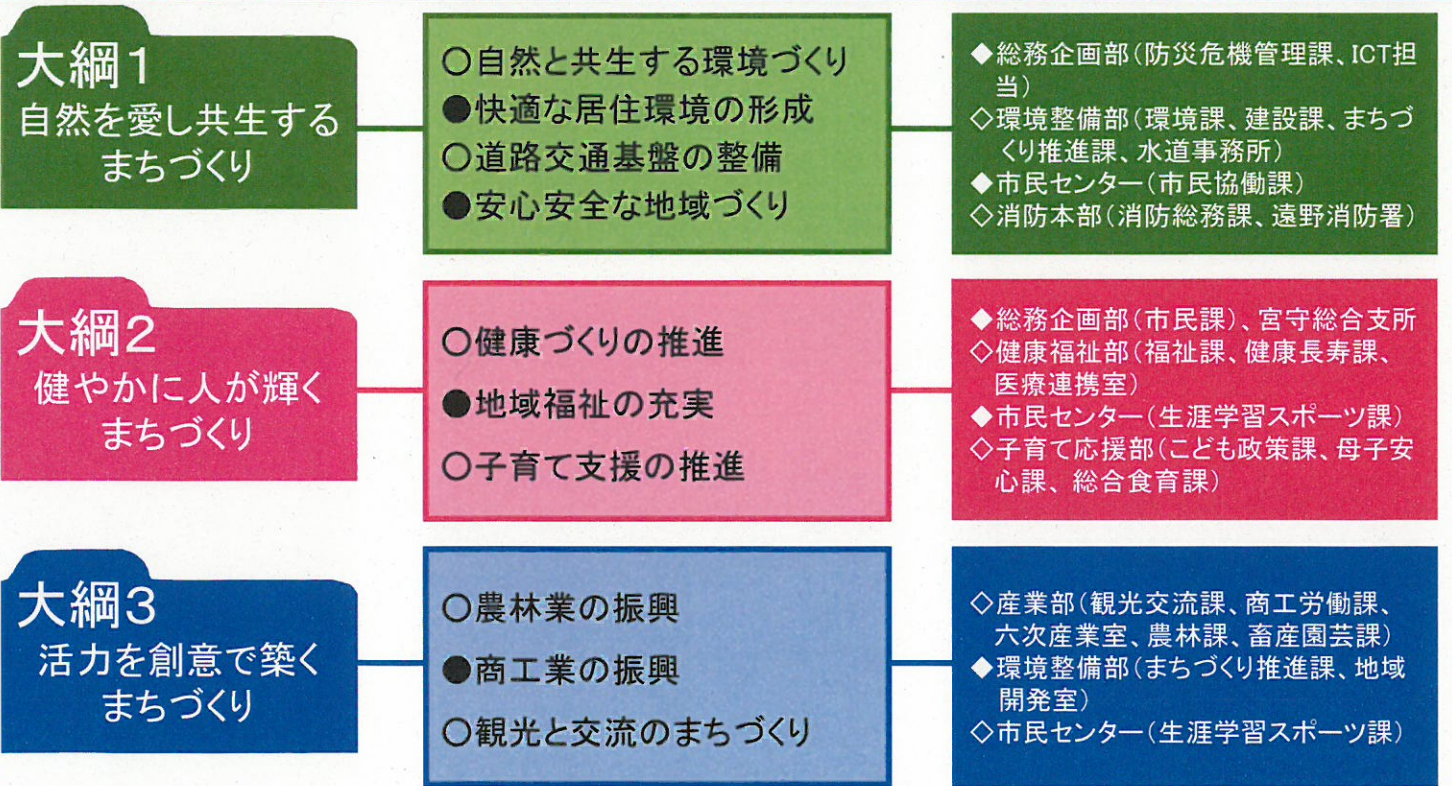 大綱1
自然を愛し共生する
まちづくり
○自然と共生する環境づくり
●快適な居住環境の形成
○道路交通基盤の整備
●安心安全な地域づくり
◆総務企画部(防災危機管理課、ICT担
当)
◇環境整備部(環境課、建設課、まちづ
くり推進課、水道事務所)
◆市民センター(市民協働課)
◇消防本部(消防総務課、遠野消防署)
大綱2
健やかに人が輝く
まちづくり
○健康づくりの推進
●地域福祉の充実
○子育て支援の推進
◆総務企画部(市民課)、宮守総合支所
◇健康福祉部(福祉課、健康長寿課、
医療連携室)
◆市民センター(生涯学習スポーツ課)
◇子育て応援部(こども政策課、母子安
心課、総合食育課)
大綱3
活力を創意で築く
まちづくり
○農林業の振興
●商工業の振興
○観光と交流のまちづくり
◇産業部(観光交流課、商工労働課、
六次産業室、農林課、畜産園芸課)
◆環境整備部(まちづくり推進課、地域
開発室)
◇市民センター(生涯学習スポーツ課)